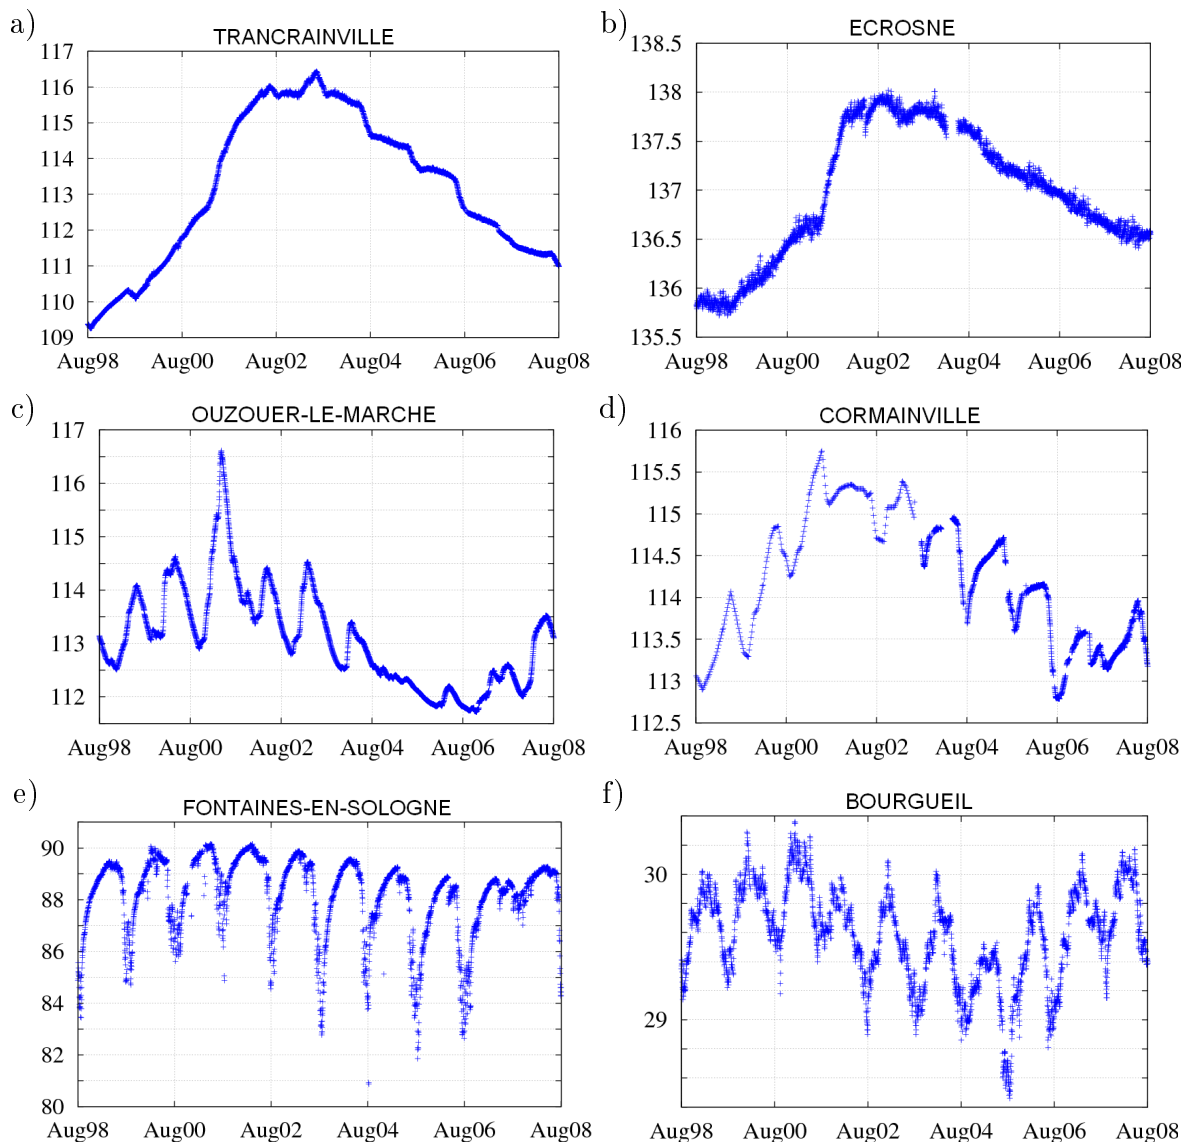 a)
TRANCRAINVILLE
117
116
115
114
113
112
111
110
109
Aug98 Aug00 Aug02 Aug04 Aug06 Aug08
b)
ECROSNE
138.5
138
137.5
137
136.5
136
135.5
Aug98 Aug00 Aug02 Aug04 Aug06 Aug08
c)
OUZOUER-LE-MARCHE
117
116
115
114
113
112
Aug98 Aug00 Aug02 Aug04 Aug06 Aug08
d)
CORMAINVILLE
116
115.5
115
114.5
114
113.5
113
112.5
Aug98 Aug00 Aug02 Aug04 Aug06 Aug08
e)
FONTAINES-EN-SOLOGNE
90
88
86
84
82
80
Aug98 Aug00 Aug02 Aug04 Aug06 Aug08
f)
BOURGUEIL
30
29
Aug98 Aug00 Aug02 Aug04 Aug06 Aug08